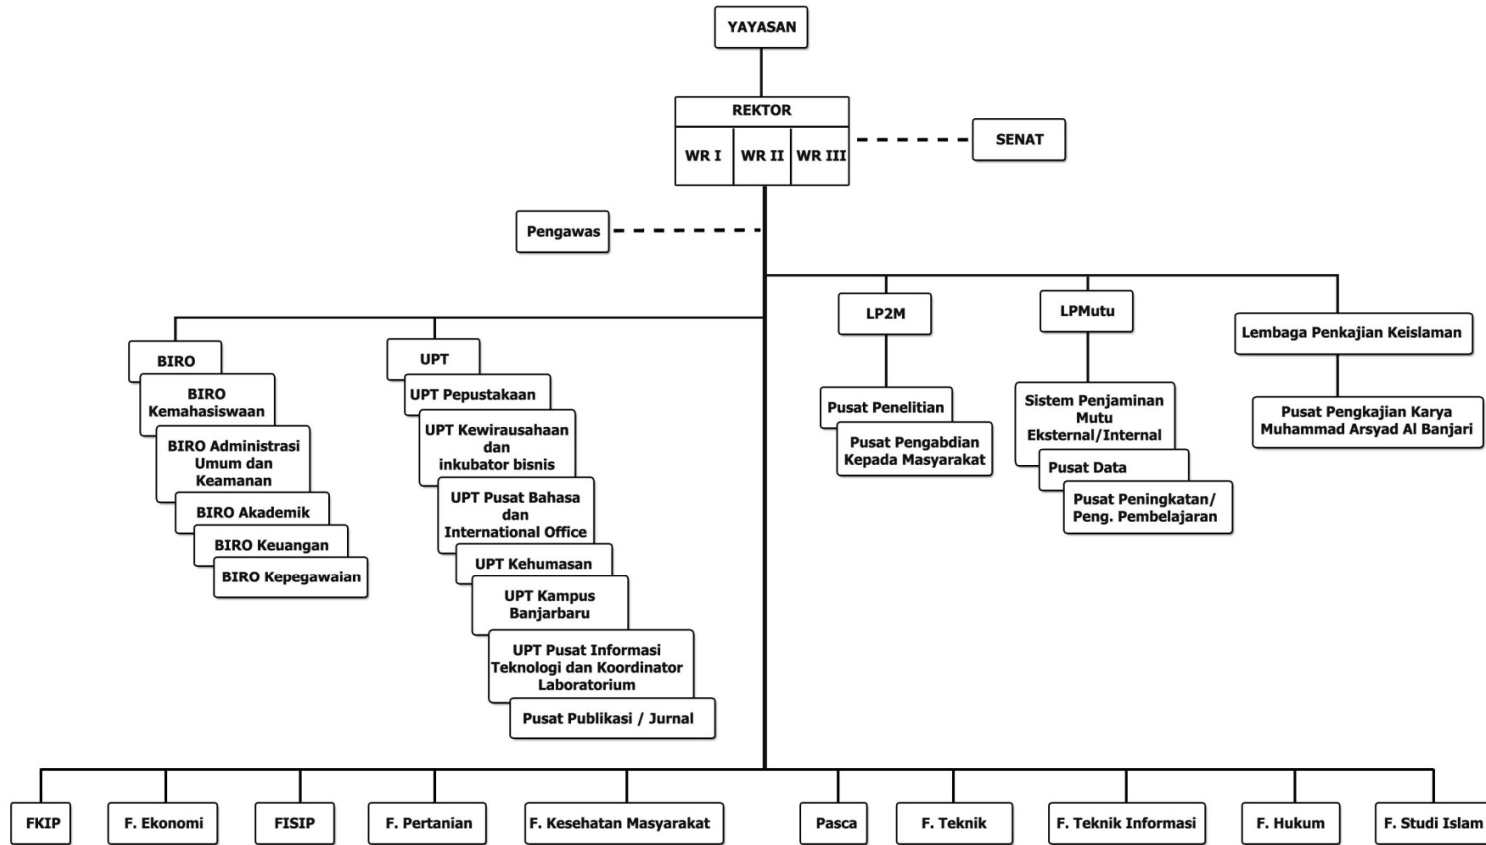 YAYASAN
REKTOR
WR I
WR II
WR III
SENAT
Pengawas
BIRO
BIRO
Kemahasiswaan
BIRO Administrasi
Umum dan
Keamanan
BIRO Akademik
BIRO Keuangan
BIRO Kepegawaian
UPT
UPT Pepustakaan
UPT Kewirausahaan
dan
inkubator bisnis
UPT Pusat Bahasa
dan
International Office
UPT Kehumasan
UPT Kampus
Banjarbaru
UPT Pusat Informasi
Teknologi dan Koordinator
Laboratorium
Pusat Publikasi / Jurnal
LP2M
Pusat Penelitian
Pusat Pengabdian
Kepada Masyarakat
LPMutu
Sistem Penjaminan
Mutu
Eksternal/Internal
Pusat Data
Pusat Peningkatan/
Peng. Pembelajaran
Lembaga Penkajian Keislaman
Pusat Pengkajian Karya
Muhammad Arsyad Al Banjari
FKIP
F. Ekonomi
FISIP
F. Pertanian
F. Kesehatan Masyarakat
Pasca
F. Teknik
F. Teknik Informasi
F. Hukum
F. Studi Islam